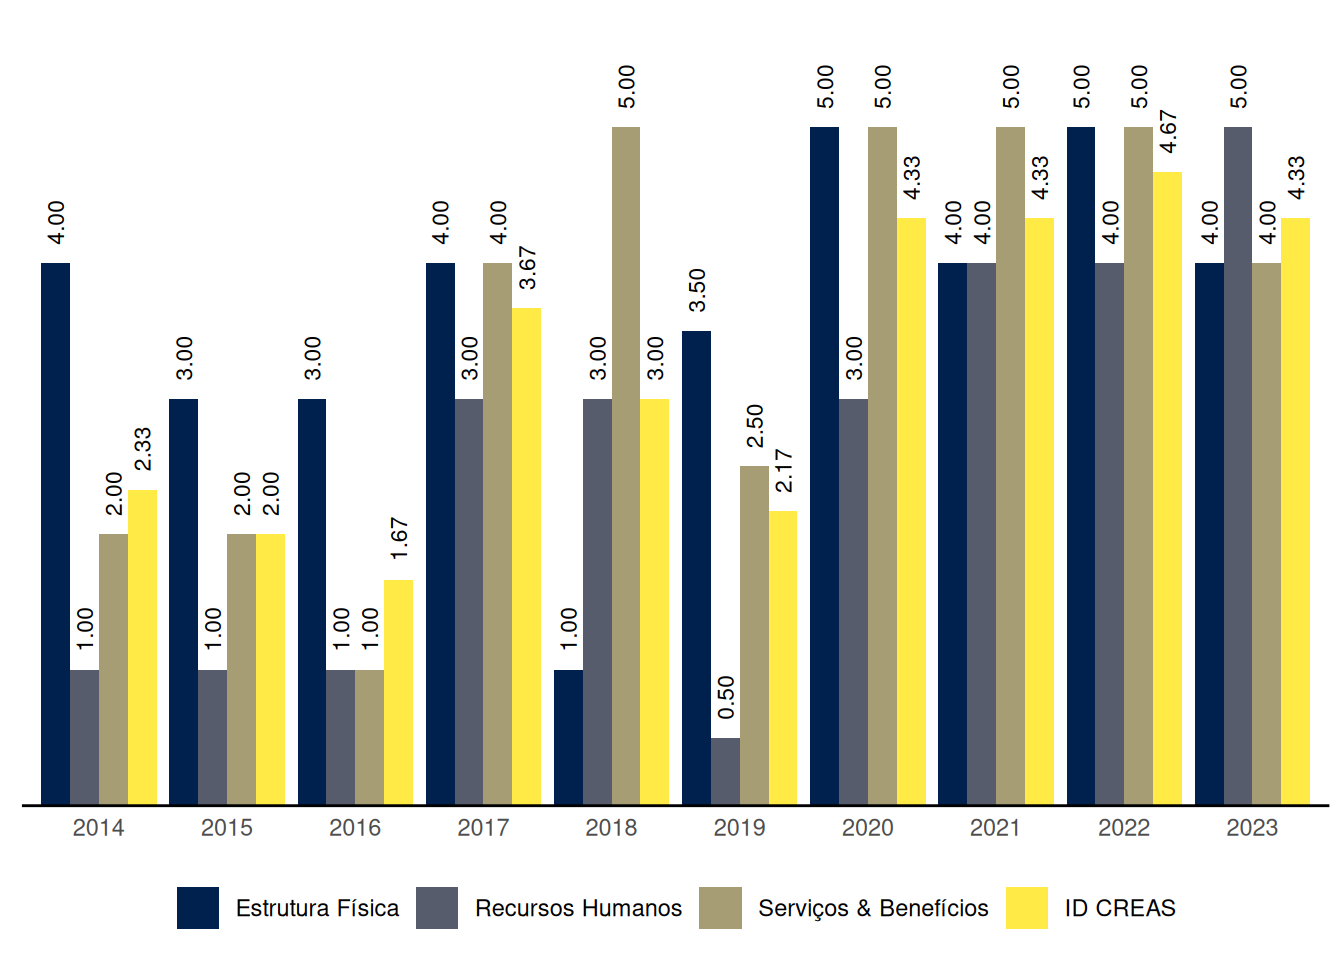 4.00 1.00 2.00 2.33
3.00 1.00 2.00 2.00
3.00 1.00 1.00 1.67
4.00 3.00 4.00 3.67
1.00 3.00 5.00 3.00
3.50 0.50 2.50 2.17
5.00 3.00 5.00 4.33
4.00 4.00 5.00 4.33
5.00 4.00 5.00 4.67
4.00 5.00 4.00 4.33
2014 2015 2016 2017 2018 2019 2020 2021 2022 2023
Estrutura Física Recursos Humanos Serviços & Benefícios ID CREAS